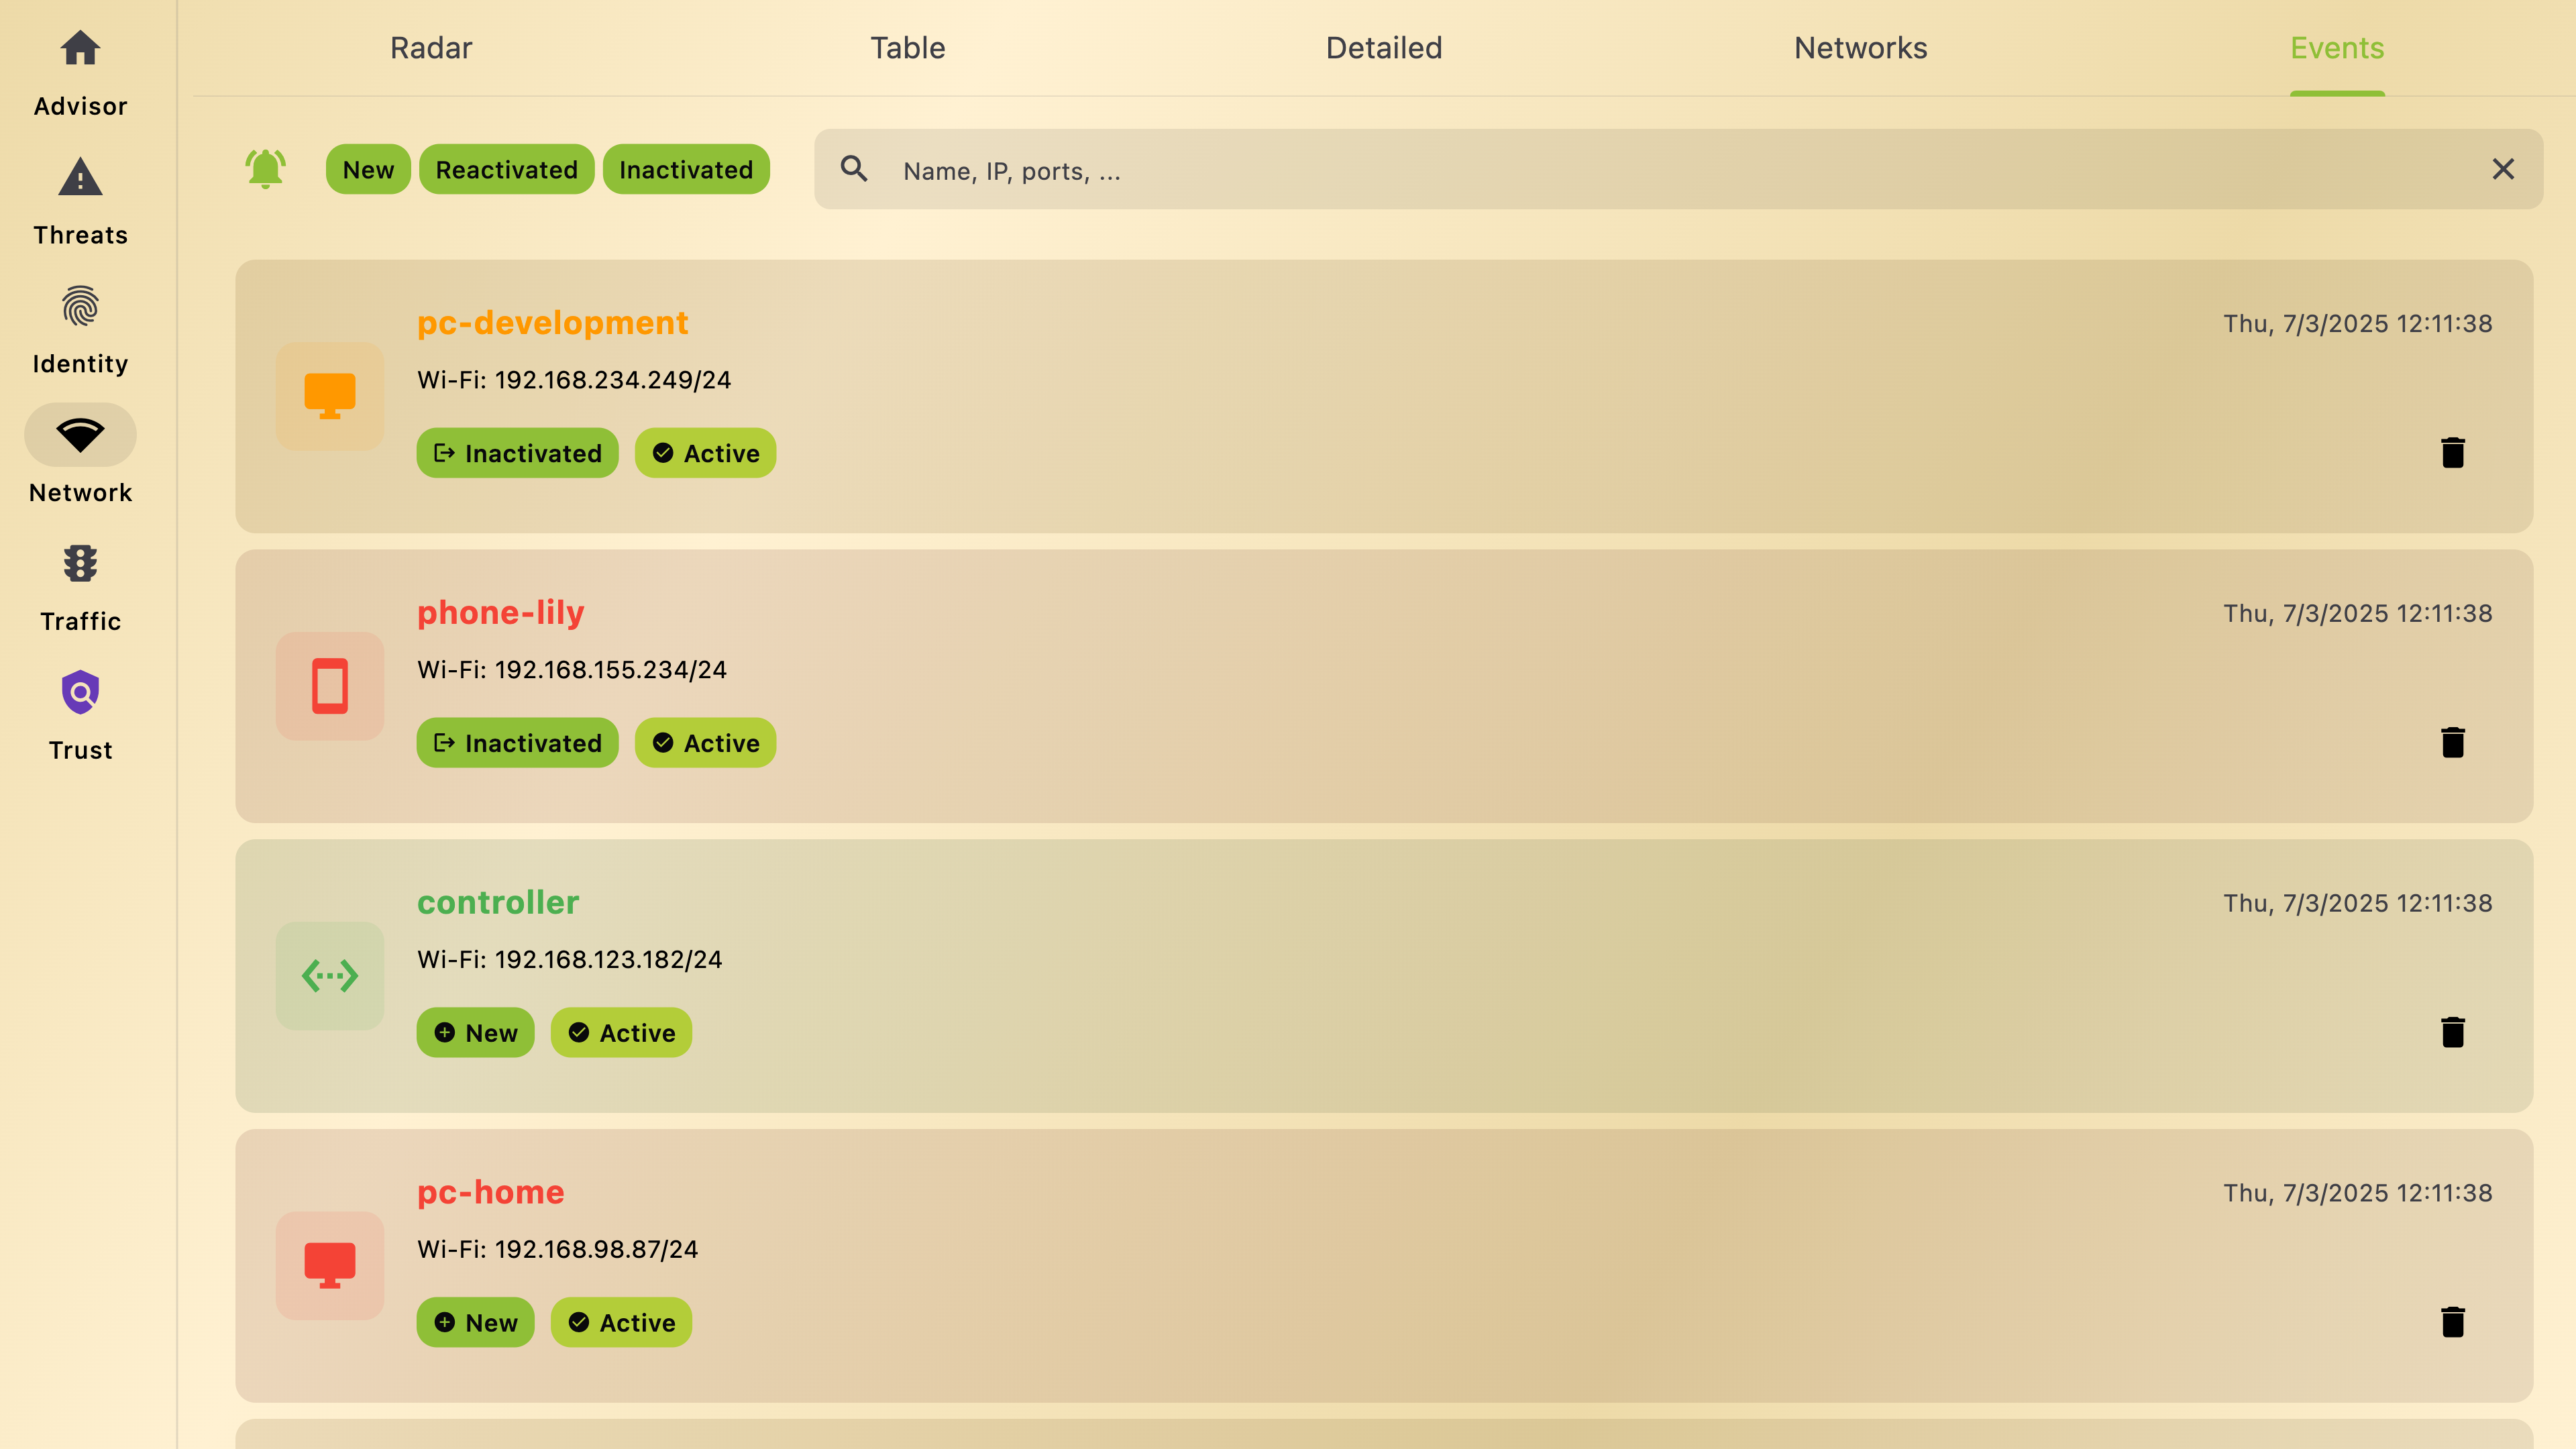 Advisor
Threats
Identity
Network
Traffic
Trust
Radar
Table
Detailed
Networks
Events
New
Reactivated
Inactivated
Name, IP, ports, ...
pc-development
Thu, 7/3/2025 12:11:38
Wi-Fi: 192.168.234.249/24
Inactivated
Active
phone-lily
Thu, 7/3/2025 12:11:38
Wi-Fi: 192.168.155.234/24
Inactivated
Active
controller
Thu, 7/3/2025 12:11:38
Wi-Fi: 192.168.123.182/24
New
Active
pc-home
Thu, 7/3/2025 12:11:38
Wi-Fi: 192.168.98.87/24
New
Active